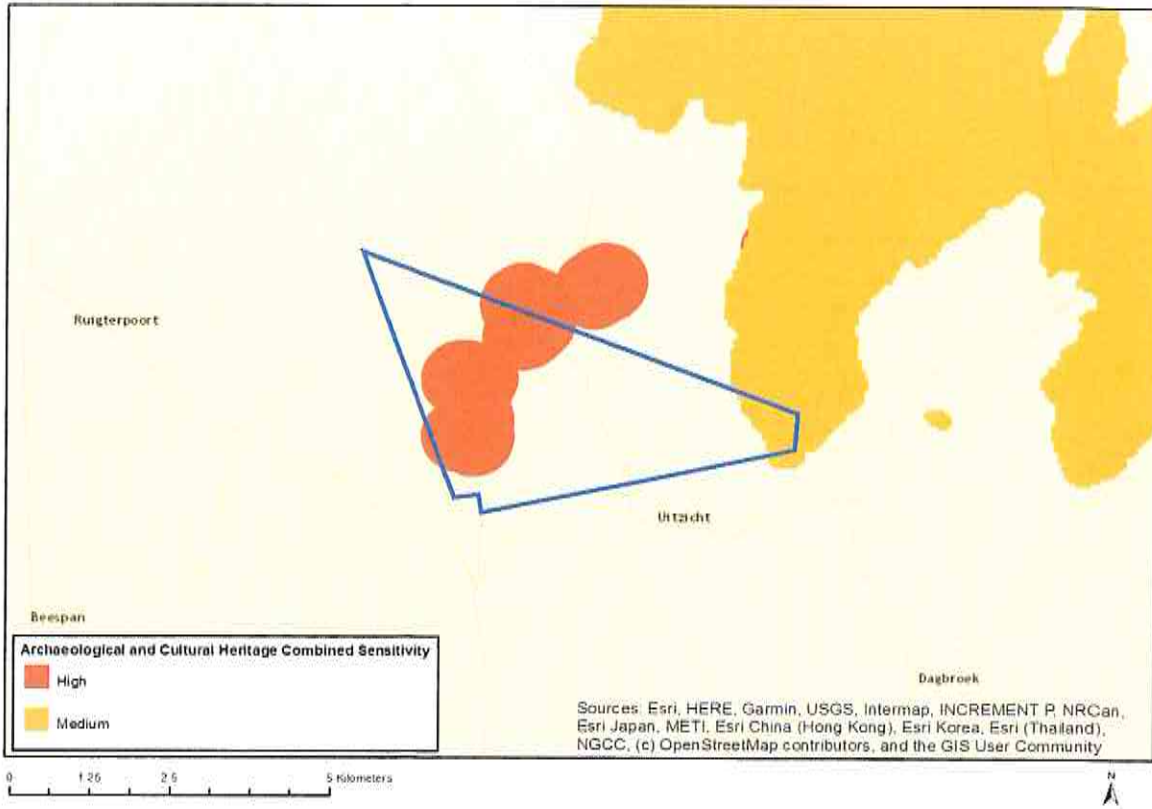 Ruigterpoort
Uitzicht
Beespan
Archaeological and Cultural Heritage Combined Sensitivity
High
Medium
Dagbroek
Sources: Esri, HERE, Garmin, USGS, Intermap, INCREMENT P, NRCan,
Esri Japan, METI, Esri China (Hong Kong), Esri Korea, Esri (Thailand),
NGCC, (c) OpenStreetMap contributors, and the GIS User Community
0 1.25 2.5 5 Kilometers
N